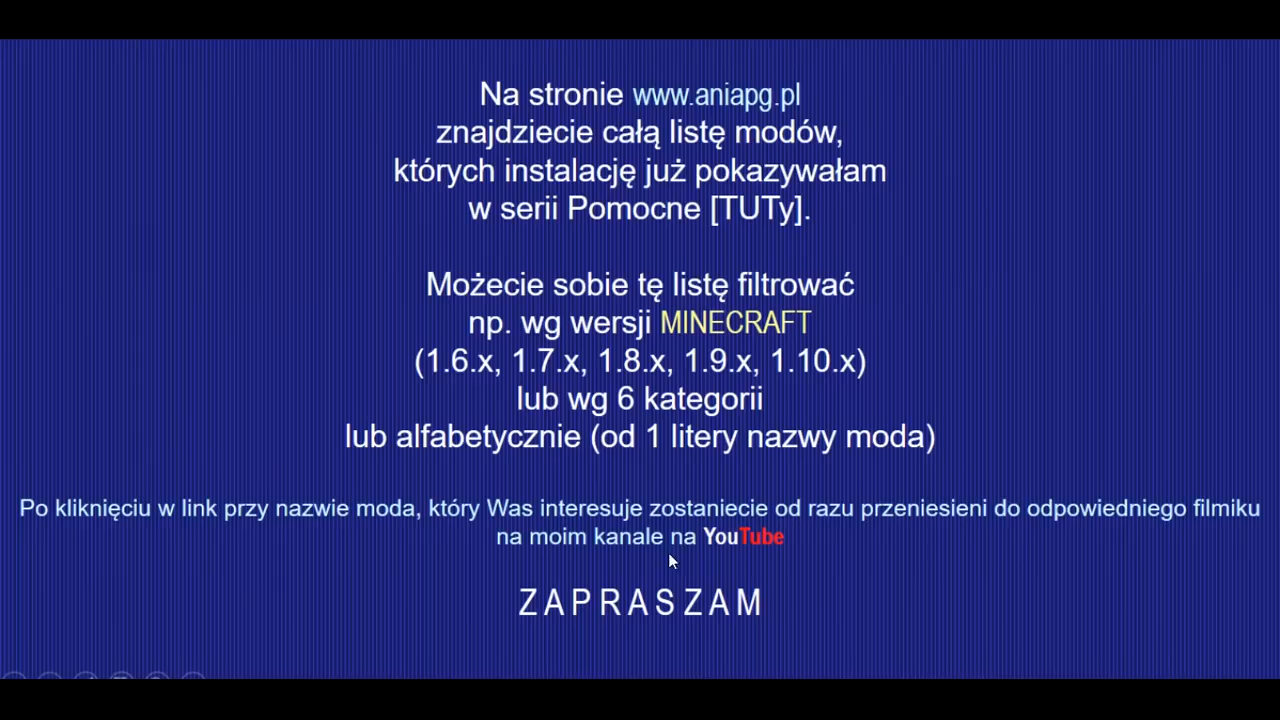 Na stronie www.aniapg.pl
znajdziecie całą listę modów,
których instalację już pokazywałam
w serii Pomocne [TUTy].
Możecie sobie tę listę filtrować
np. wg wersji MINECRAFT
(1.6.x, 1.7.x, 1.8.x, 1.9.x, 1.10.x)
lub wg 6 kategorii
lub alfabetycznie (od 1 litery nazwy moda)
Po kliknięciu w link przy nazwie moda, który Was interesuje zostaniecie od razu przeniesieni do odpowiedniego filmiku
na moim kanale na YouTube
ZAPRASZAM